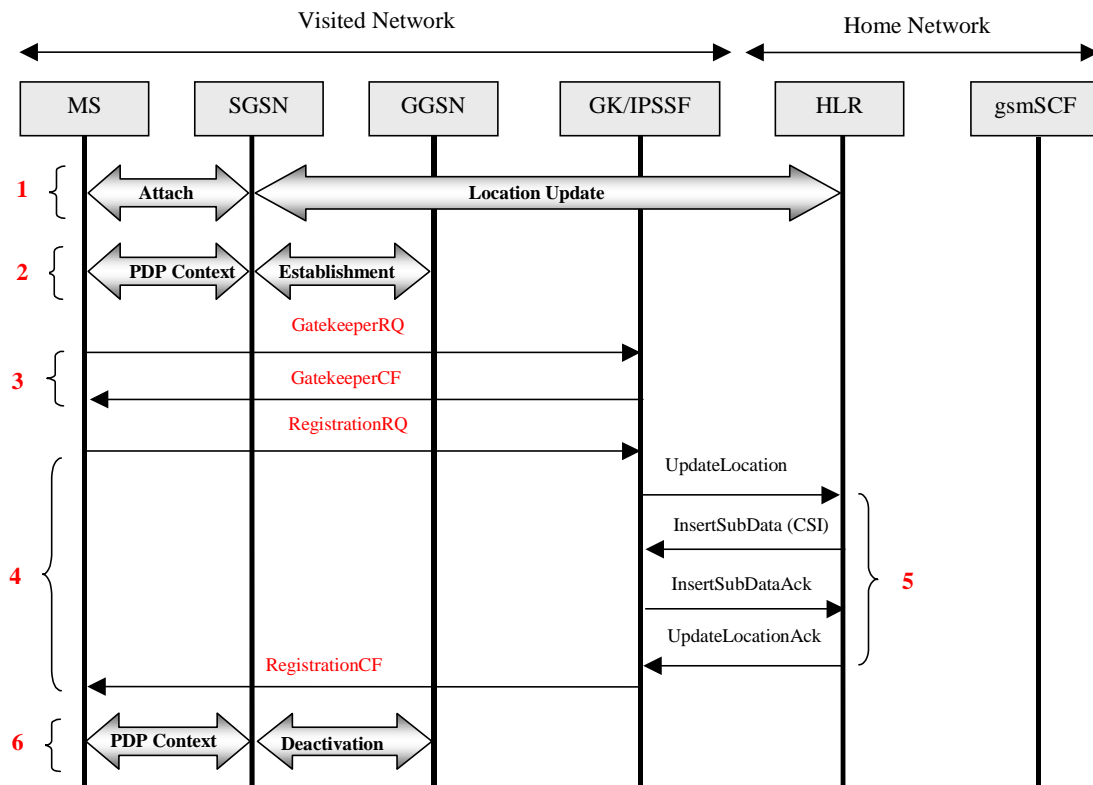 Visited Network
Home Network
MS
SGSN
GGSN
GK/IPSSF
HLR
gsmSCF
1
Attach
Location Update
2
PDP Context
Establishment
GatekeeperRQ
3
GatekeeperCF
RegistrationRQ
UpdateLocation
InsertSubData (CSI)
4
5
InsertSubDataAck
UpdateLocationAck
RegistrationCF
6
PDP Context
Deactivation